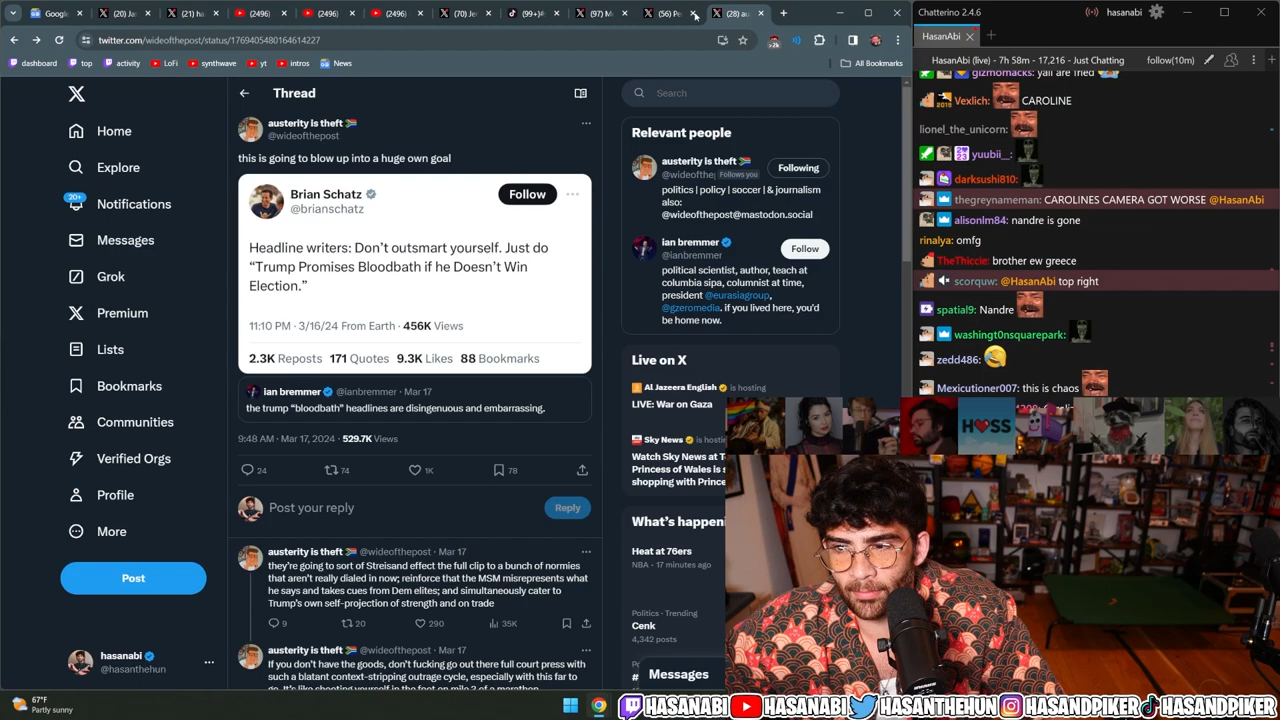 Google
(2496)
(2496)
(2496)
(70) Je
(99+)
(97) M
(56) Pe
(28) au
twitter.com/wideofthepost/status/1769405480164614227
dashboard
top
activity
LoFi
synthwave
yt
intros
News
All Bookmarks
Home
Explore
20+
Notifications
Messages
Grok
Premium
Lists
Bookmarks
Communities
Verified Orgs
Profile
More
Post
hasanabi
@hasanthehun
Thread
austerity is theft
@wideofthepost
this is going to blow up into a huge own goal
Brian Schatz
@brianschatz
Follow
Headline writers: Don’t outsmart yourself. Just do
“Trump Promises Bloodbath if he Doesn’t Win
Election.”
11:10 PM · 3/16/24 From Earth · 456K Views
2.3K Reposts 171 Quotes 9.3K Likes 88 Bookmarks
ian bremmer @ianbremmer · Mar 17
the trump “bloodbath” headlines are disingenuous and embarrassing.
9:48 AM · Mar 17, 2024 · 529.7K Views
24 74 1K 78
Post your reply
Reply
austerity is theft @wideofthepost · Mar 17
they're going to sort of Streisand effect the full clip to a bunch of normies
that aren't really dialed in now; reinforce that the MSM misrepresents what
he says and takes cues from Dem elites; and simultaneously cater to
Trump's own self-projection of strength and on trade
9 20 290 35K
austerity is theft @wideofthepost · Mar 17
If you don't have the goods, don't fucking go out there full court press with
such a blatant context-stripping outrage cycle, especially with this far to
Search
Relevant people
austerity is theft
Follows you
Following
politics | policy | soccer | & journalism
also:
@wideofthepost@mastodon.social
ian bremmer
@ianbremmer
Follow
political scientist, author, teach at
columbia sipa, columnist at time,
president @eurasiagroup,
@gzeromedia. if you lived here, you'd
be home now.
Live on X
Al Jazeera English is hosting
LIVE: War on Gaza
Sky News is hosting
Watch Sky News at T
Princess of Wales is s
shopping with Prince
What’s happeni
Heat at 76ers
NBA · 17 minutes ago
Politics · Trending
Cenk
4,342 posts
Messages
Chatterino 2.4.6
hasanabi
HasanAbi
HasanAbi (live) - 7h 58m - 17,216 - Just Chatting
follow(10m)
gizmomacks: yall are fried
2019 Vexlich: CAROLINE
lionel_the_unicorn:
yuubii__:
darksushi810:
thegreynameman: CAROLINES CAMERA GOT WORSE @HasanAbi
alisonlm84: nandre is gone
rinalya: omfg
TheThiccie: brother ew greece
scorquw: @HasanAbi top right
spatial9: Nandre
washingt0nsquarepark:
zedd486:
Mexicutioner007: this is chaos
HOSS
67°F
Partly sunny
HASANABI HASANABI HASANTHEHUN HASANDPIKER HASANDPIKER